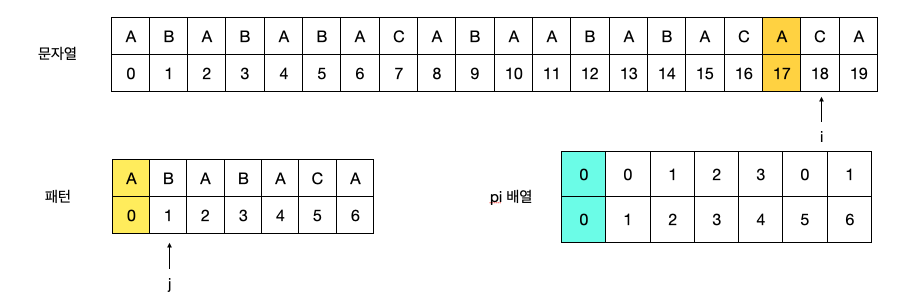 문자열
A B A B A B A C A B A A B A B A C A C A
0 1 2 3 4 5 6 7 8 9 10 11 12 13 14 15 16 17 18 19
i
패턴
A B A B A C A
0 1 2 3 4 5 6
j
pi 배열
0 0 1 2 3 0 1
0 1 2 3 4 5 6